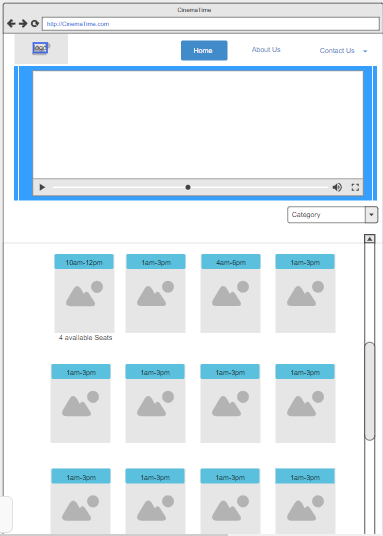 CinemaTime
http://CinemaTime.com
Home
About Us
Contact Us
Category
10am-12pm
1am-3pm
4am-6pm
1am-3pm
4 available Seats
1am-3pm
1am-3pm
1am-3pm
1am-3pm
1am-3pm
1am-3pm
1am-3pm
1am-3pm